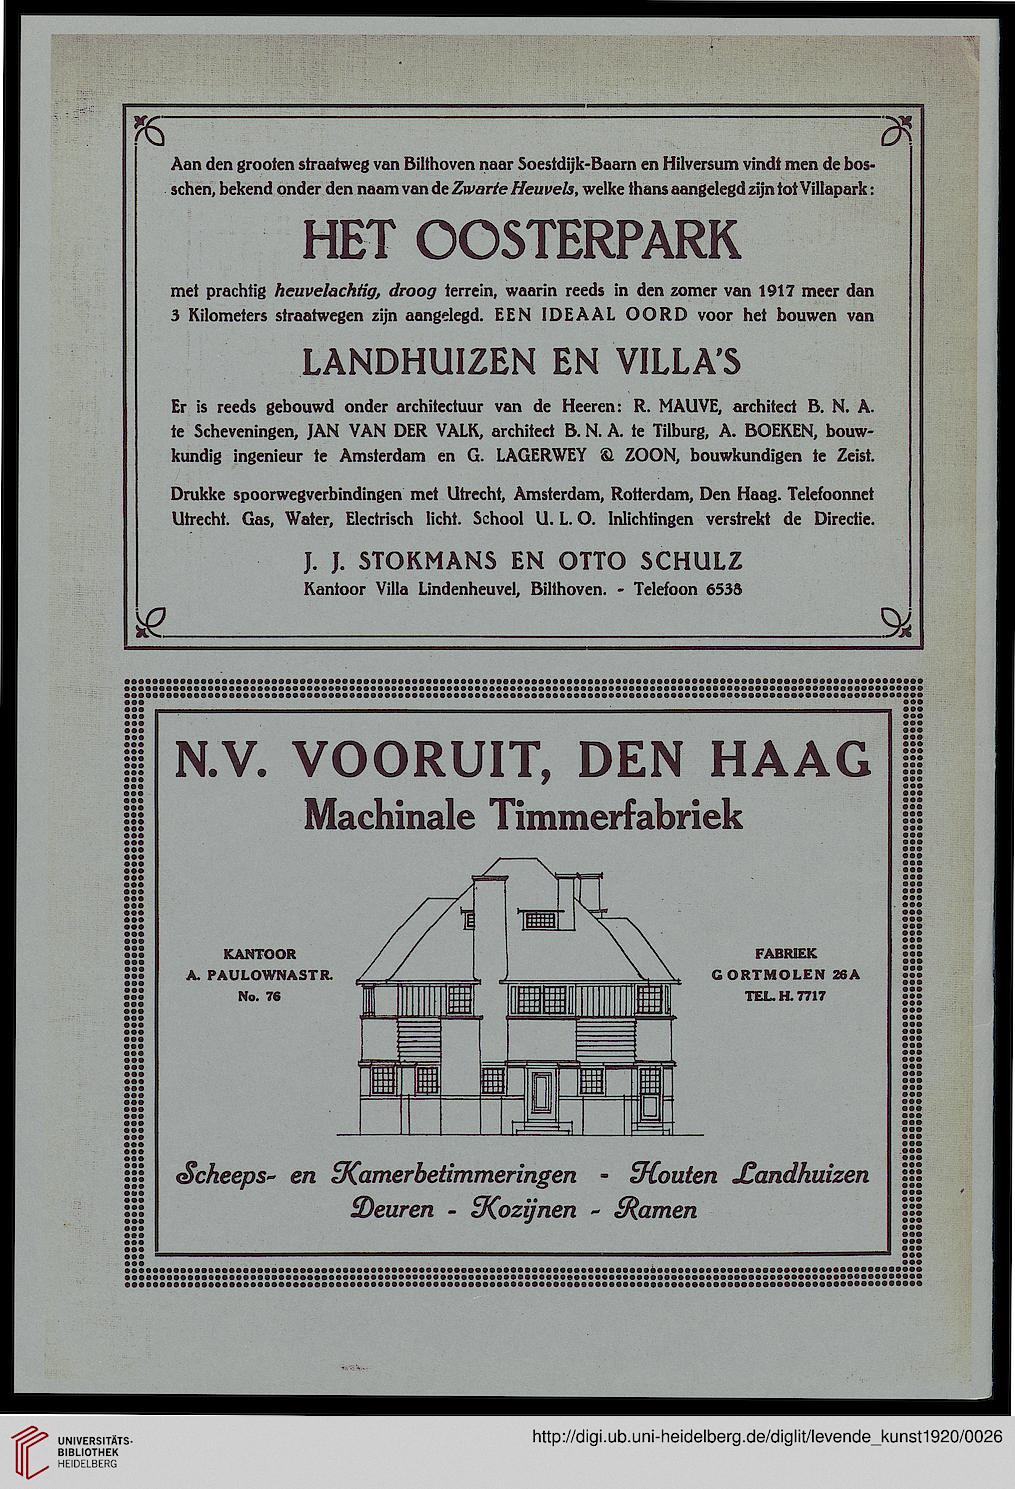 Aan den grooten straatweg van Bilthoven naar Soestdijk-Baarn en Hilversum vindt men de bos-
schen, bekend onder den naam van de Zwarte Heuvels, welke thans aangelegd zijn tot Villapark:
HET OOSTERPARK
met prachtig heuvelachtig, droog terrein, waarin reeds in den zomer van 1917 meer dan
3 Kilometers straatwegen zijn aangelegd. EEN IDEAAL OORD voor het bouwen van
LANDHUIZEN EN VILLA'S
Er is reeds gebouwd onder architectuur van de Heeren: R. MAUVE, architect B. N. A.
te Scheveningen, JAN VAN DER VALK, architect B. N. A. te Tilburg, A. BOEKEN, bouw-
kundig ingenieur te Amsterdam en G. LAGERWEY & ZOON, bouwkundigen te Zeist.
Drukke spoorwegverbindingen met Utrecht, Amsterdam, Rotterdam, Den Haag. Telefoonnet
Utrecht. Gas, Water, Electrisch licht. School U. L. O. Inlichtingen verstrekt de Directie.
J. J. STOKMANS EN OTTO SCHULZ
Kantoor Villa Lindenheuvel, Bilthoven. - Telefoon 6538
N.V. VOORUIT, DEN HAAG
Machinale Timmerfabriek
KANTOOR
A. PAULOWNASTR.
No. 76
FABRIEK
GORTMOLEN 26A
TEL. H. 7717
Scheeps- en Kamerbetimmeringen - Houten Landhuizen
Deuren - Kozijnen - Ramen
UNIVERSITÄTS-
BIBLIOTHEK
HEIDELBERG
http://digi.ub.uni-heidelberg.de/diglit/levende_kunst1920/0026